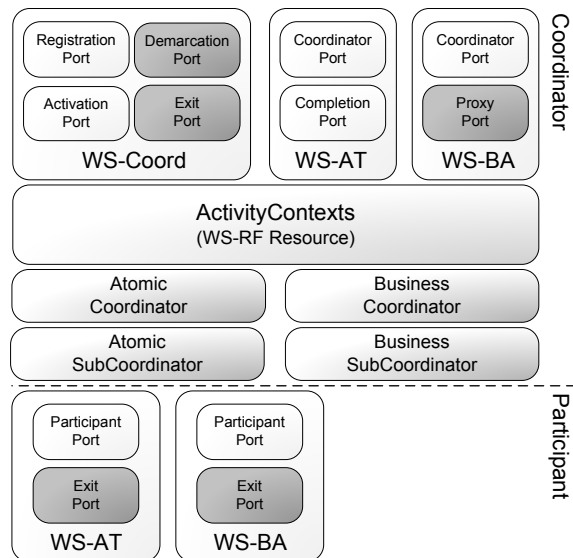 Registration
Port
Demarcation
Port
Activation
Port
Exit
Port
WS-Coord
Coordinator
Port
Completion
Port
WS-AT
Coordinator
Port
Proxy
Port
WS-BA
Coordinator
ActivityContexts
(WS-RF Resource)
Atomic
Coordinator
Business
Coordinator
Atomic
SubCoordinator
Business
SubCoordinator
Participant
Port
Exit
Port
WS-AT
Participant
Port
Exit
Port
WS-BA
Participant